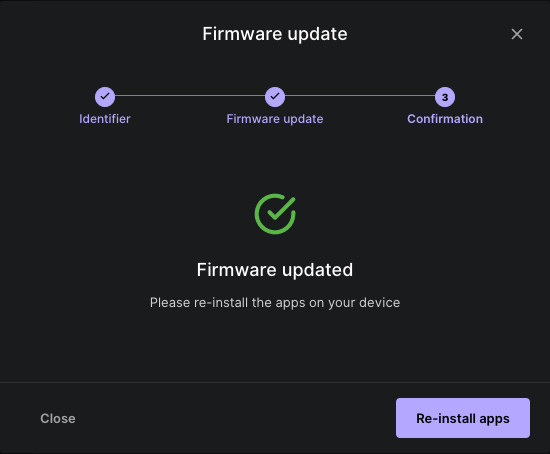 Firmware update
3
Identifier
Firmware update
Confirmation
Firmware updated
Please re-install the apps on your device
Close
Re-install apps